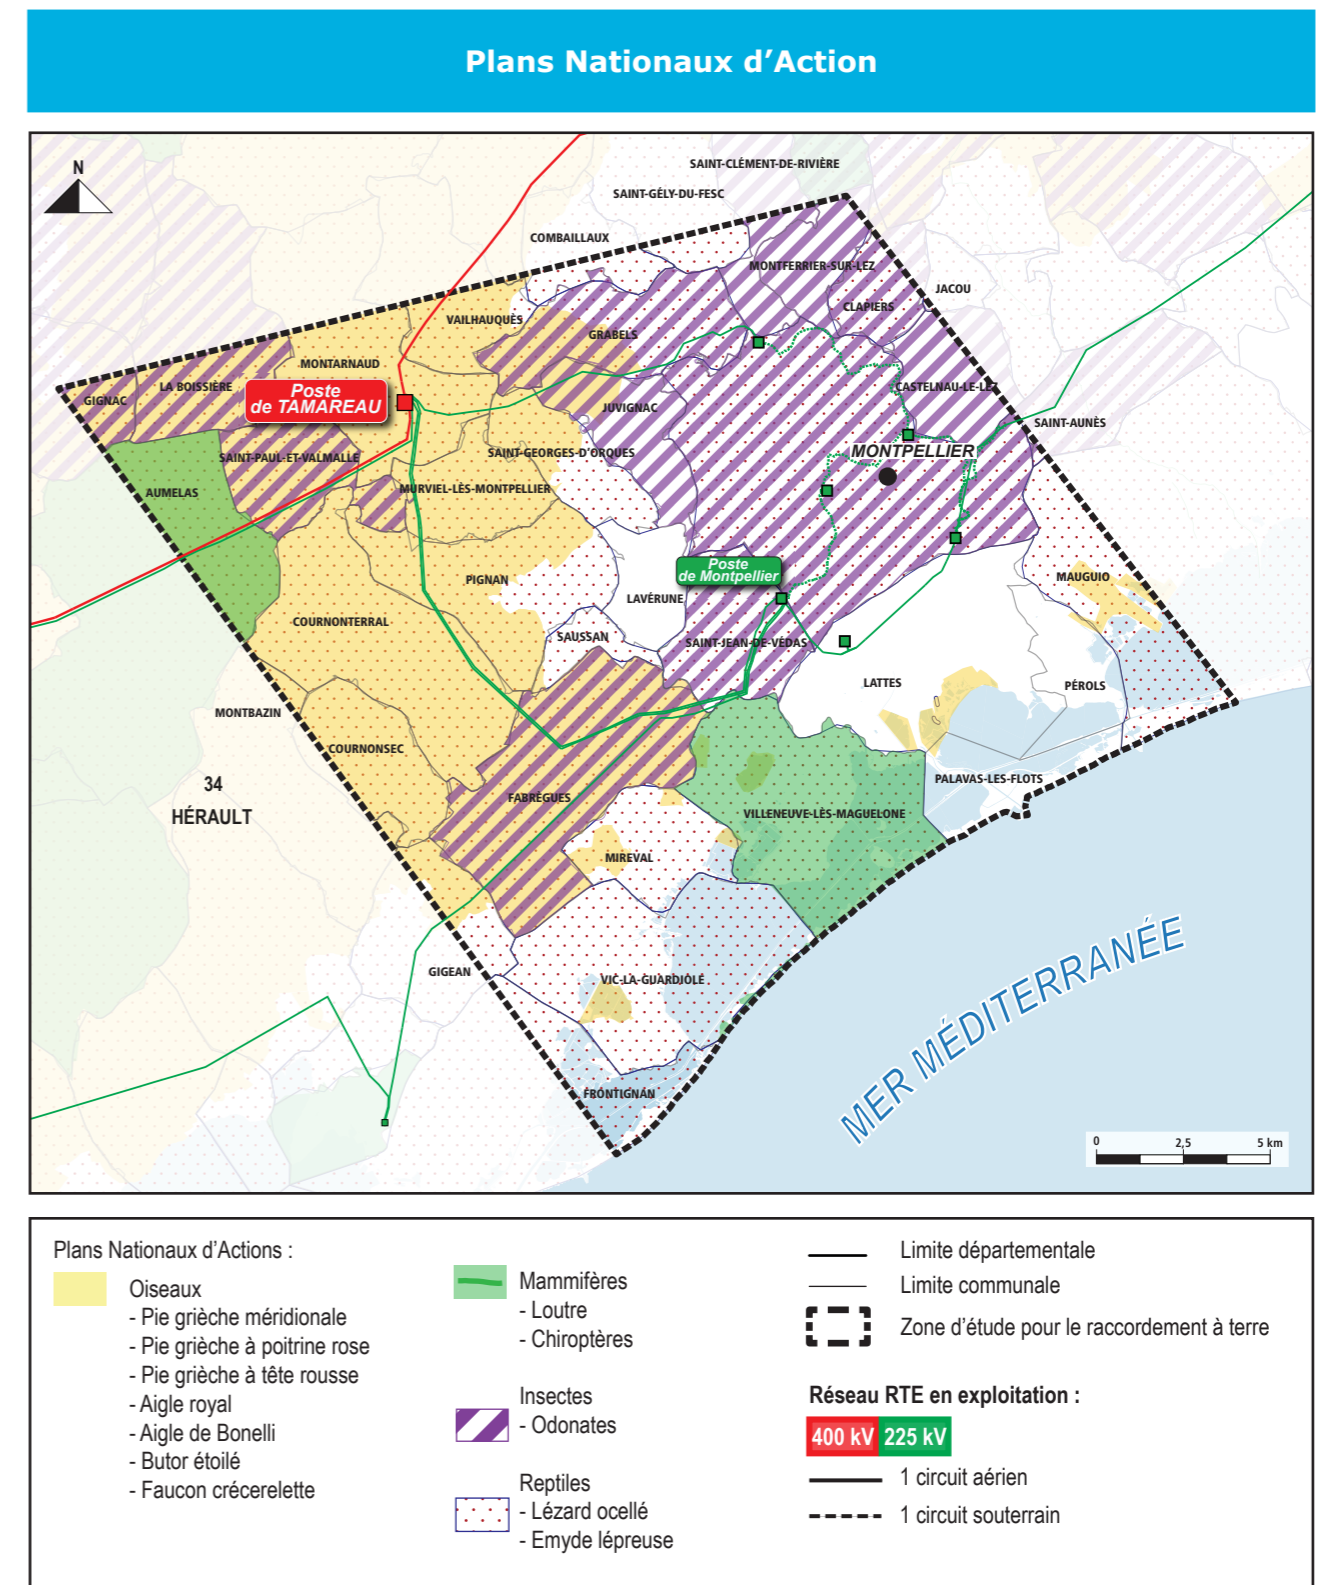 Plans Nationaux d'Action
N
SAINT-CLÉMENT-DE-RIVIÈRE
SAINT-GÉLY-DU-FESC
COMBAILLAUX
MONTFERRIER-SUR-LEZ
JACOU
CLAPIERS
VAILHAUQUÈS
GRABELS
MONTARNAUD
LA BOISSIÈRE
GIGNAC
Poste
de TAMAREAU
JUVIGNAC
CASTELNAU-LE-LEZ
SAINT-AUNÈS
SAINT-PAUL-ET-VALMALLE
SAINT-GEORGES-D'ORQUES
MONTPELLIER
AUMELAS
MURVIEL-LÈS-MONTPELLIER
Poste
de Montpellier
PIGNAN
MAUGUIO
LAVÉRUNE
COURNONTERRAL
SAUSSAN
SAINT-JEAN-DE-VÉDAS
LATTES
PÉROLS
MONTBAZIN
COURNONSEC
PALAVAS-LES-FLOTS
34
HÉRAULT
FABRÈGUES
VILLENEUVE-LÈS-MAGUELONE
MIREVAL
GIGEAN
VIC-LA-GUARDIOLE
MER MÉDITERRANÉE
FRONTIGNAN
0 2,5 5 km
Plans Nationaux d'Actions :
Oiseaux
- Pie grièche méridionale
- Pie grièche à poitrine rose
- Pie grièche à tête rousse
- Aigle royal
- Aigle de Bonelli
- Butor étoilé
- Faucon crécerelette
Mammifères
- Loutre
- Chiroptères
Insectes
- Odonates
Reptiles
- Lézard ocellé
- Emyde lépreuse
Limite départementale
Limite communale
Zone d'étude pour le raccordement à terre
Réseau RTE en exploitation :
400 kV 225 kV
1 circuit aérien
1 circuit souterrain